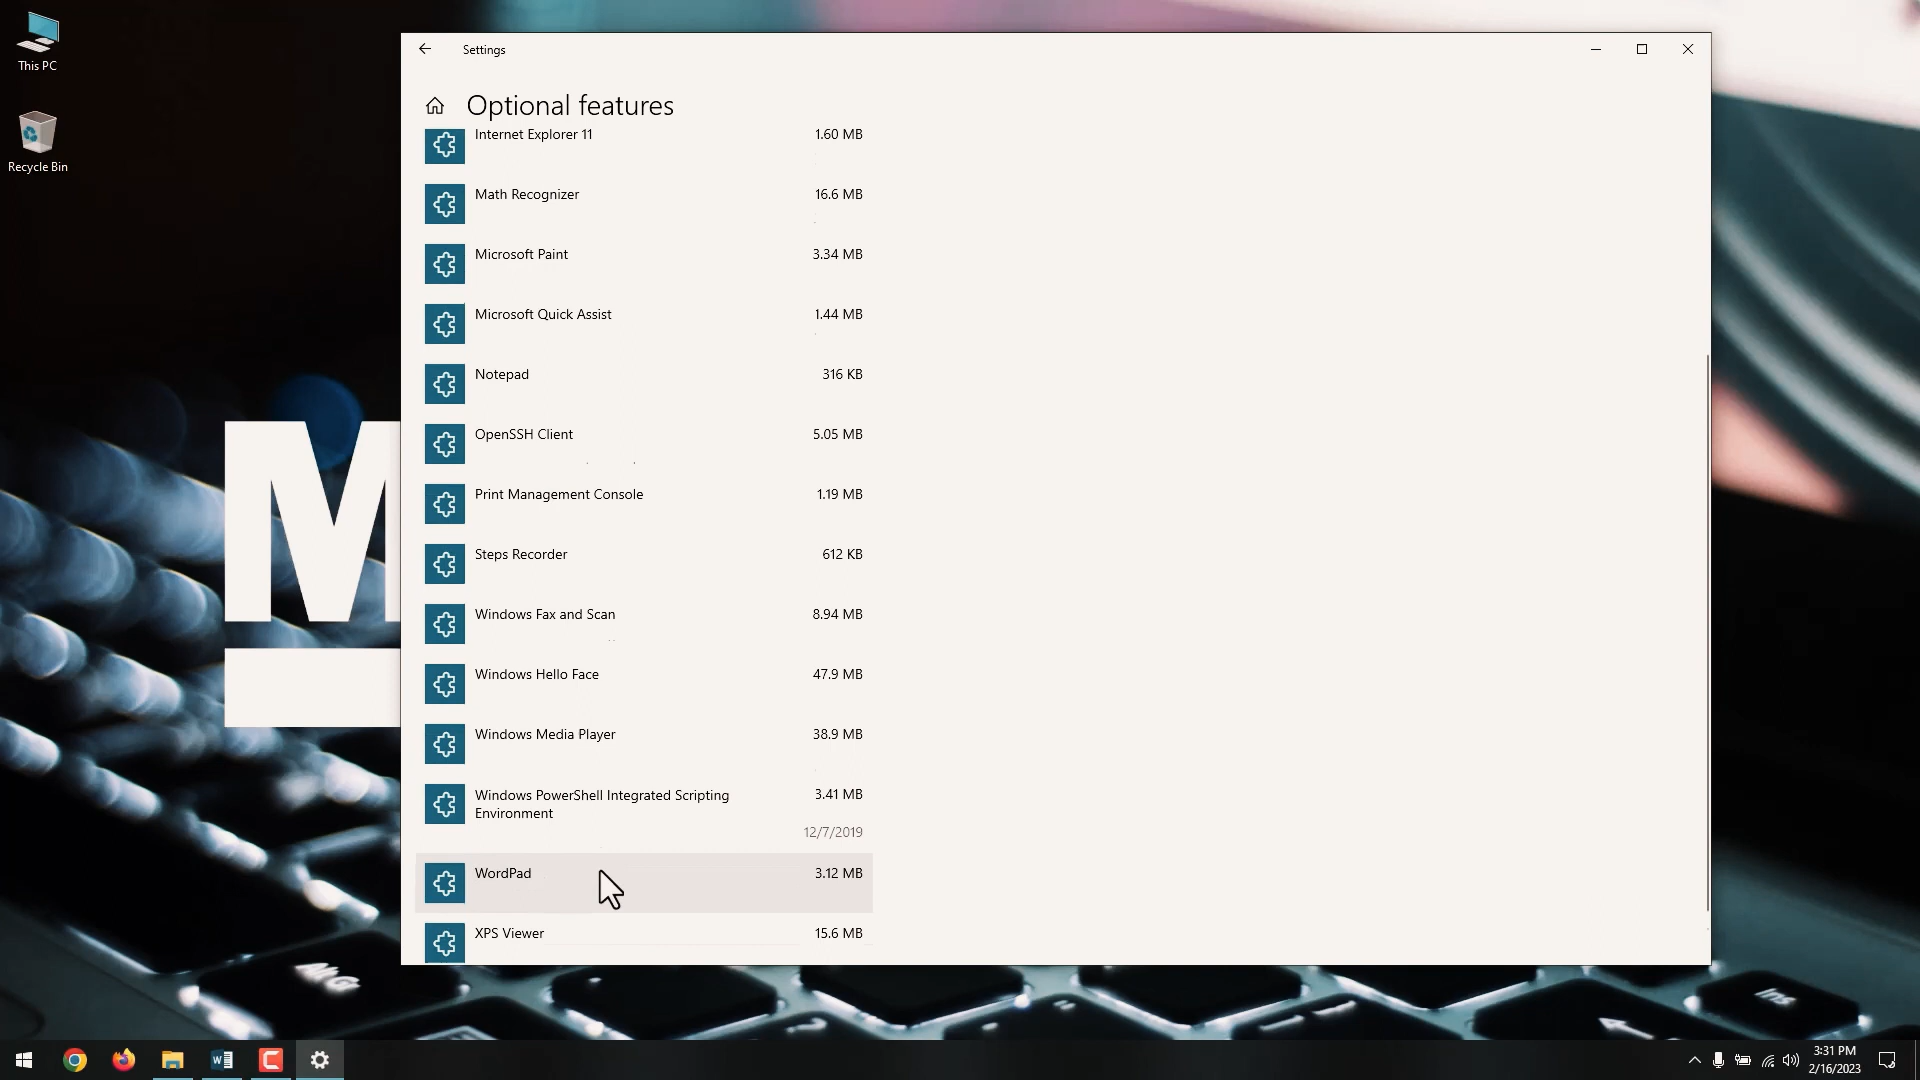 This PC
Recycle Bin
Settings
Optional features
Internet Explorer 11 1.60 MB
Math Recognizer 16.6 MB
Microsoft Paint 3.34 MB
Microsoft Quick Assist 1.44 MB
Notepad 316 KB
OpenSSH Client 5.05 MB
Print Management Console 1.19 MB
Steps Recorder 612 KB
Windows Fax and Scan 8.94 MB
Windows Hello Face 47.9 MB
Windows Media Player 38.9 MB
Windows PowerShell Integrated Scripting 3.41 MB
Environment
12/7/2019
WordPad 3.12 MB
XPS Viewer 15.6 MB
M
Alt Gr
Ins
3:31 PM
2/16/2023